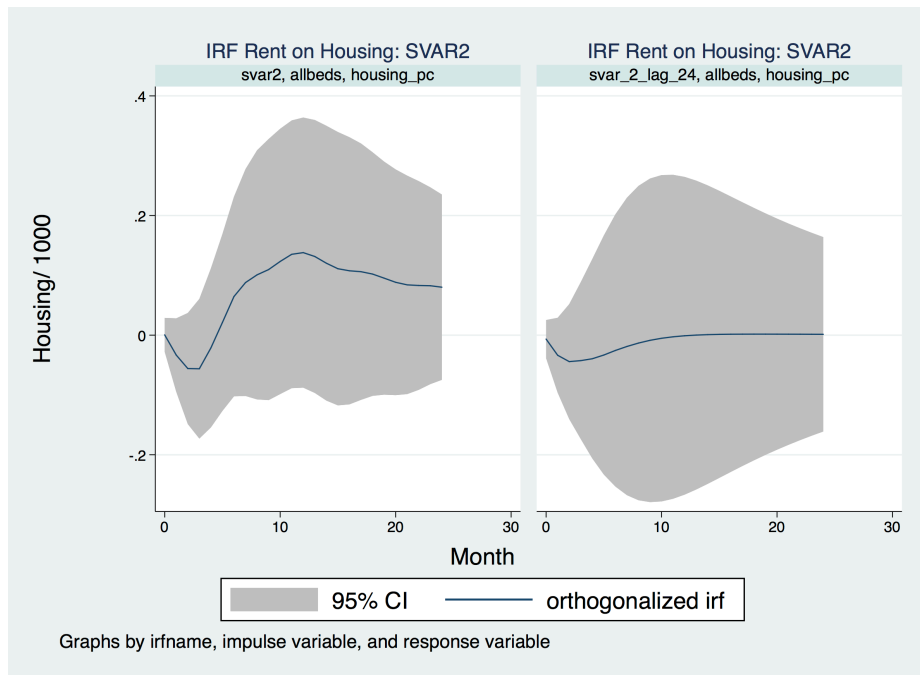 IRF Rent on Housing: SVAR2
svar2, allbeds, housing_pc
IRF Rent on Housing: SVAR2
svar_2_lag_24, allbeds, housing_pc
Housing/ 1000
.4
.2
0
-.2
0 10 20 30
0 10 20 30
Month
95% CI orthogonalized irf
Graphs by irfname, impulse variable, and response variable